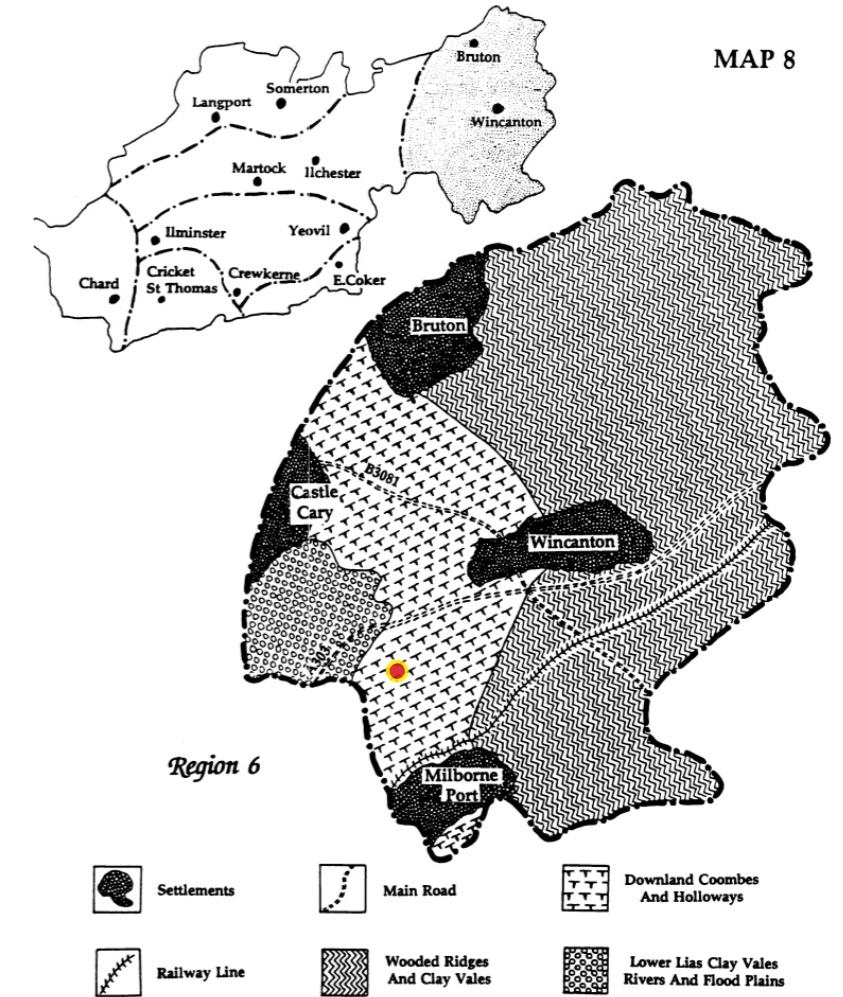 MAP 8
Bruton
Wincanton
Somerton
Langport
Martock
Ilchester
Ilminster
Yeovil
Chard
Cricket
St Thomas
Crewkerne
E.Coker
Bruton
B3081
Castle
Cary
Wincanton
Region 6
Milborne
Port
Settlements
Main Road
Downland Coombes
And Holloways
Railway Line
Wooded Ridges
And Clay Vales
Lower Lias Clay Vales
Rivers And Flood Plains